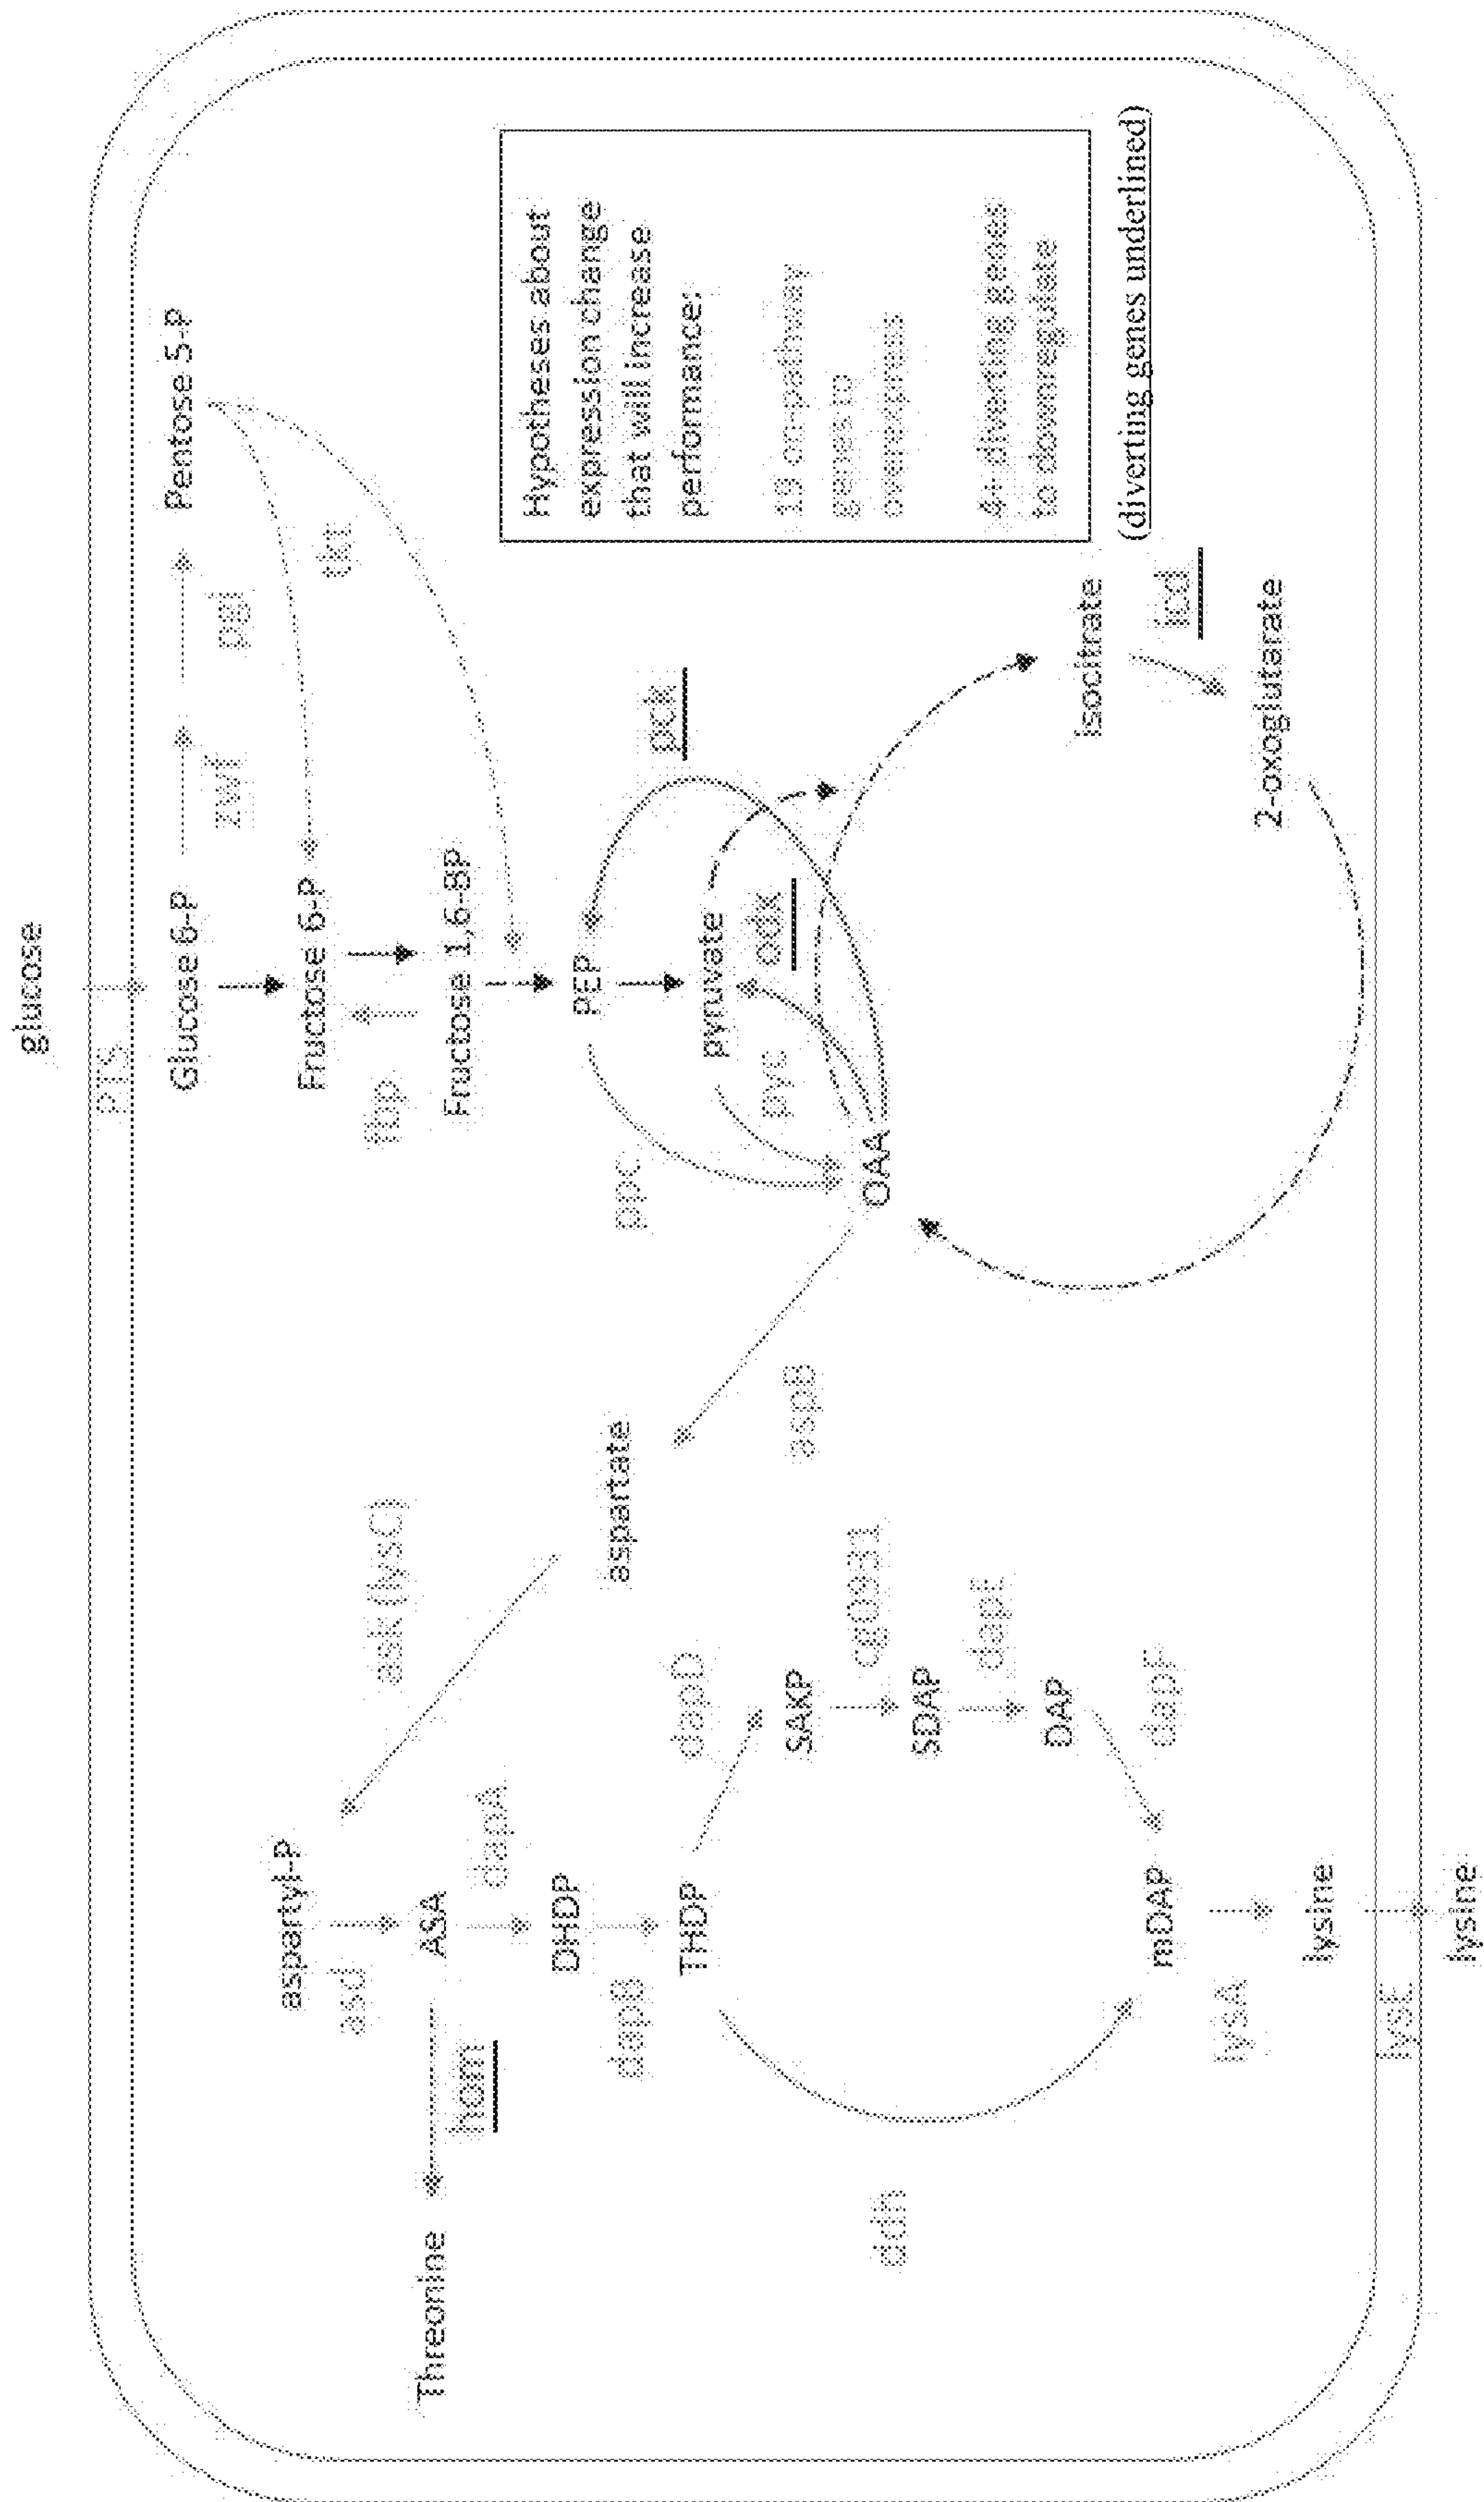 glucose
PTS
Glucose 6-P
zwf
pgl
Pentose 5-P
Fructose 6-P
tkt
fbp
Fructose 1,6-BP
PEP
pck
ppc
pyruvate
pyc
odx
OAA
isocitrate
icd
2-oxoglutarate
aspB
aspartate
ask (lysC)
aspartyl-P
asd
ASA
hom
Threonine
dapA
DHDP
dapB
THDP
dapD
SAKP
cg0931
SDAP
dapE
DAP
dapF
ddh
mDAP
lysA
lysine
lysE
lysine
Hypotheses about
expression change
that will increase
performance:
19 on-pathway
genes to
overexpress
4+ diverting genes
to downregulate
(diverting genes underlined)